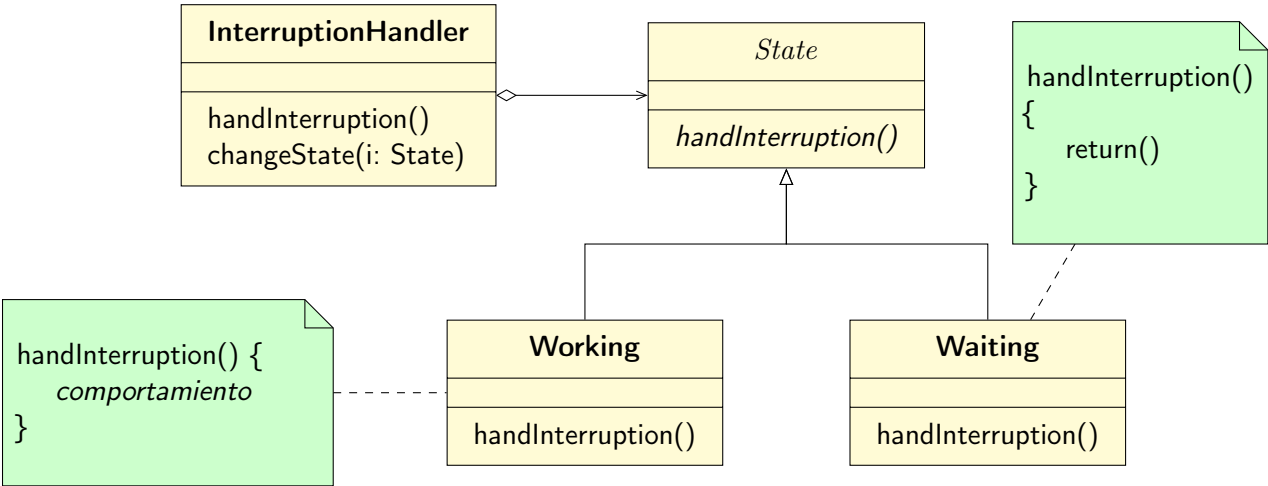 InterruptionHandler
handInterruption()
changeState(i: State)
State
handInterruption()
handInterruption()
{
return()
}
handInterruption() {
comportamiento
}
Working
handInterruption()
Waiting
handInterruption()